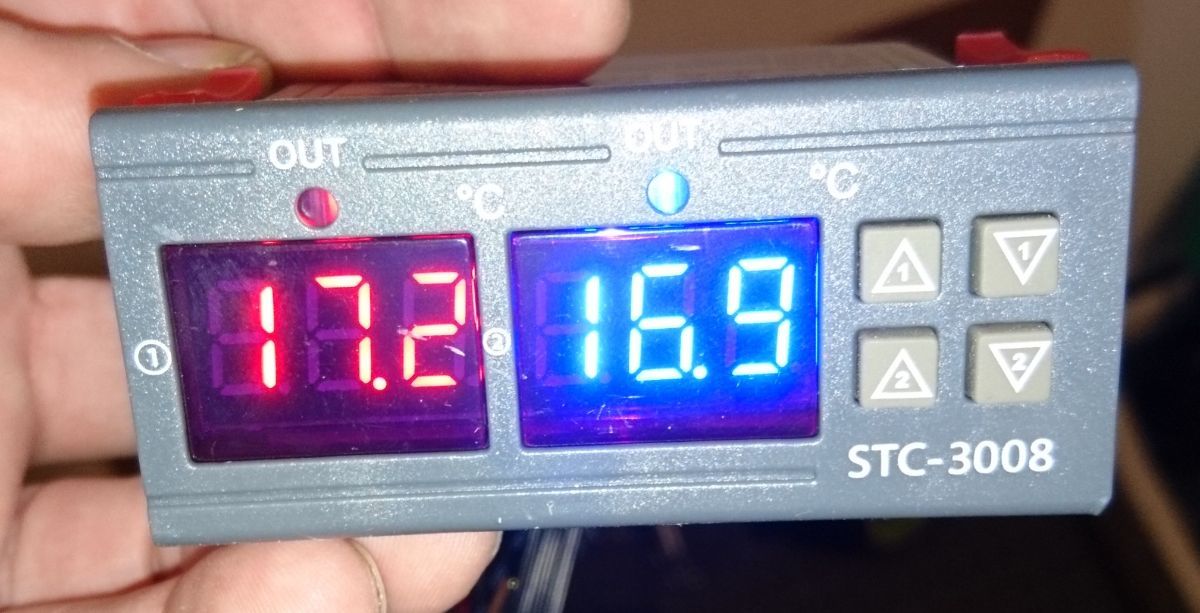 OUT OUT
°C °C
1 17.2 2 16.9
1 1
2 2
STC-3008